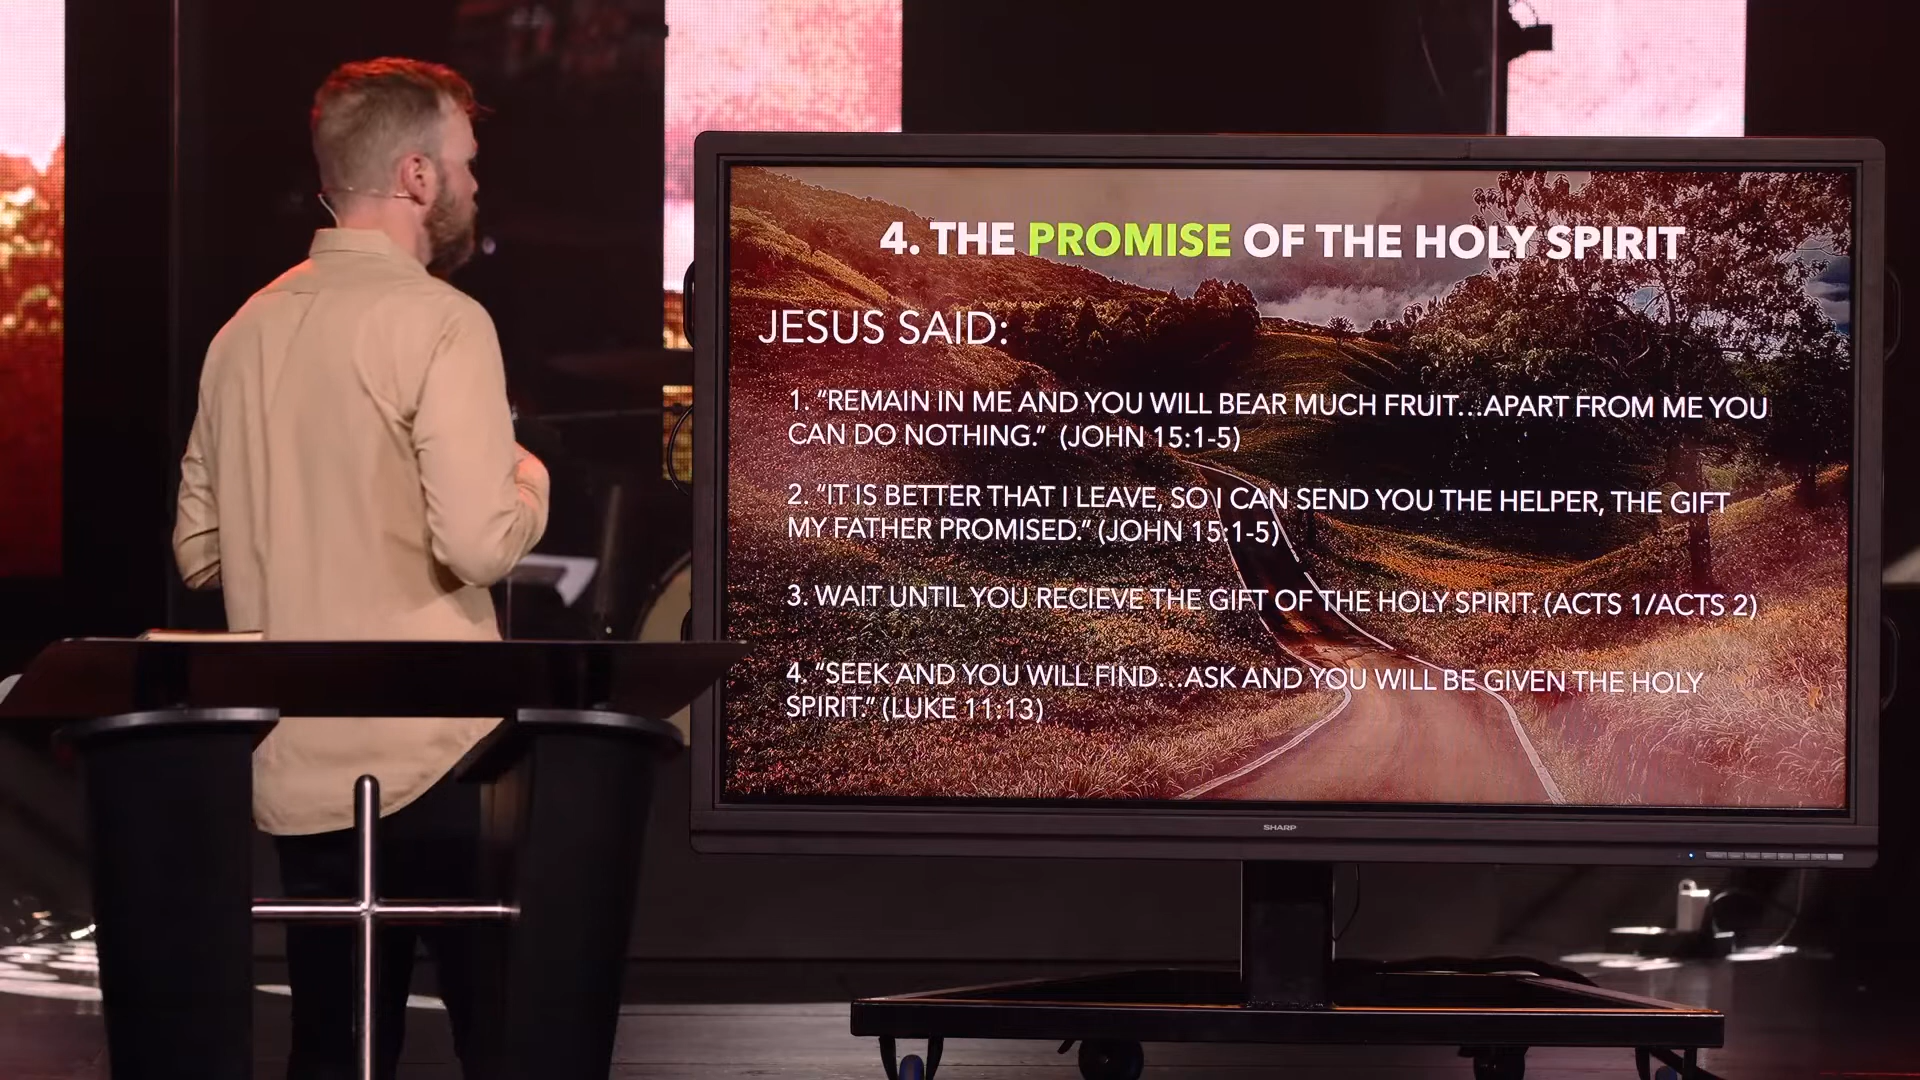 4. THE PROMISE OF THE HOLY SPIRIT
JESUS SAID:
1. “REMAIN IN ME AND YOU WILL BEAR MUCH FRUIT...APART FROM ME YOU
CAN DO NOTHING.” (JOHN 15:1-5)
2. “IT IS BETTER THAT I LEAVE, SO I CAN SEND YOU THE HELPER, THE GIFT
MY FATHER PROMISED.” (JOHN 15:1-5)
3. WAIT UNTIL YOU RECIEVE THE GIFT OF THE HOLY SPIRIT. (ACTS 1/ACTS 2)
4. “SEEK AND YOU WILL FIND...ASK AND YOU WILL BE GIVEN THE HOLY
SPIRIT.” (LUKE 11:13)
SHARP